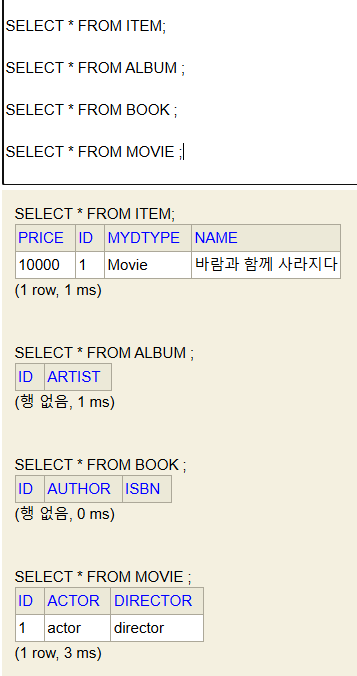 SELECT * FROM ITEM;
SELECT * FROM ALBUM ;
SELECT * FROM BOOK ;
SELECT * FROM MOVIE ;
SELECT * FROM ITEM;
PRICE ID MYDTYPE NAME
10000 1 Movie 바람과 함께 사라지다
(1 row, 1 ms)
SELECT * FROM ALBUM ;
ID ARTIST
(행 없음, 1 ms)
SELECT * FROM BOOK ;
ID AUTHOR ISBN
(행 없음, 0 ms)
SELECT * FROM MOVIE ;
ID ACTOR DIRECTOR
1 actor director
(1 row, 3 ms)